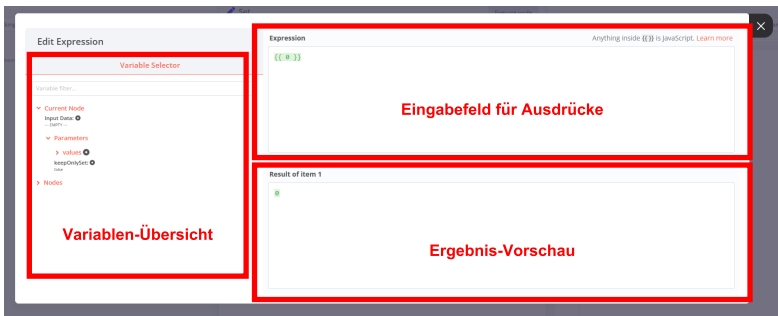 Set
Edit Expression
Variable Selector
Variable filter...
Current Node
Input Data:
-- EMPTY --
Parameters
values
keepOnlySet:
false
Nodes
Variablen-Übersicht
Expression
Anything inside {{ }} is JavaScript. Learn more
{{ 0 }}
Eingabefeld für Ausdrücke
Result of item 1
0
Ergebnis-Vorschau